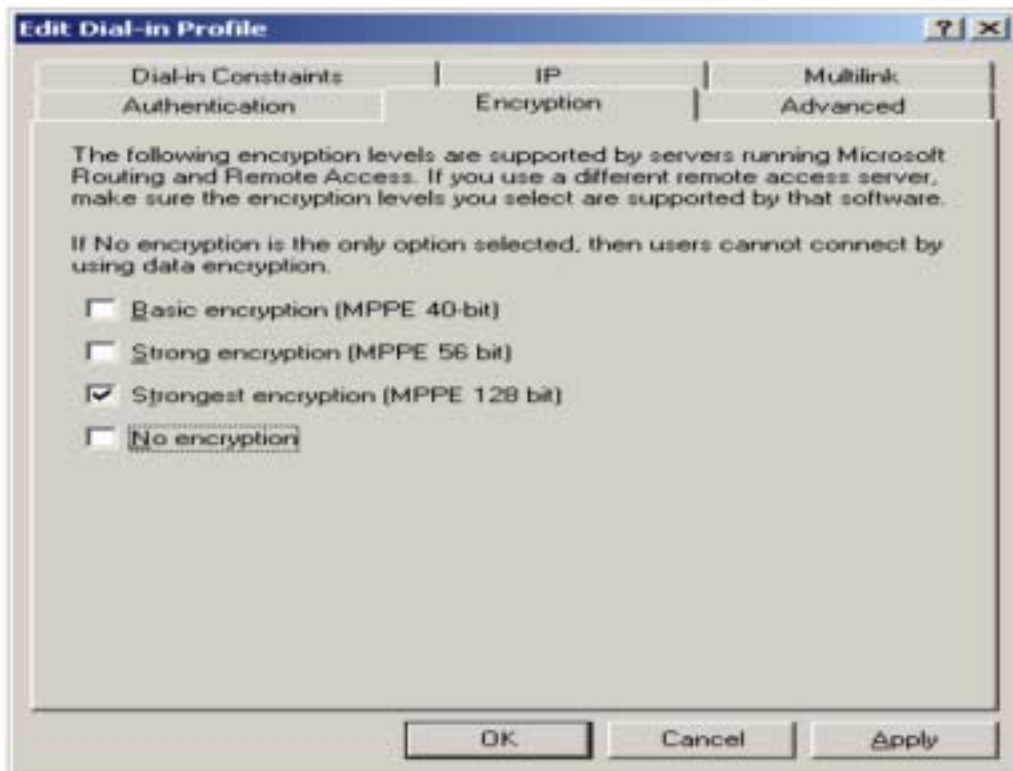 Edit Dial-in Profile
Dial-in Constraints
IP
Multilink
Authentication
Encryption
Advanced
The following encryption levels are supported by servers running Microsoft
Routing and Remote Access. If you use a different remote access server,
make sure the encryption levels you select are supported by that software.
If No encryption is the only option selected, then users cannot connect by
using data encryption.
Basic encryption (MPPE 40-bit)
Strong encryption (MPPE 56 bit)
Strongest encryption (MPPE 128 bit)
No encryption
OK
Cancel
Apply